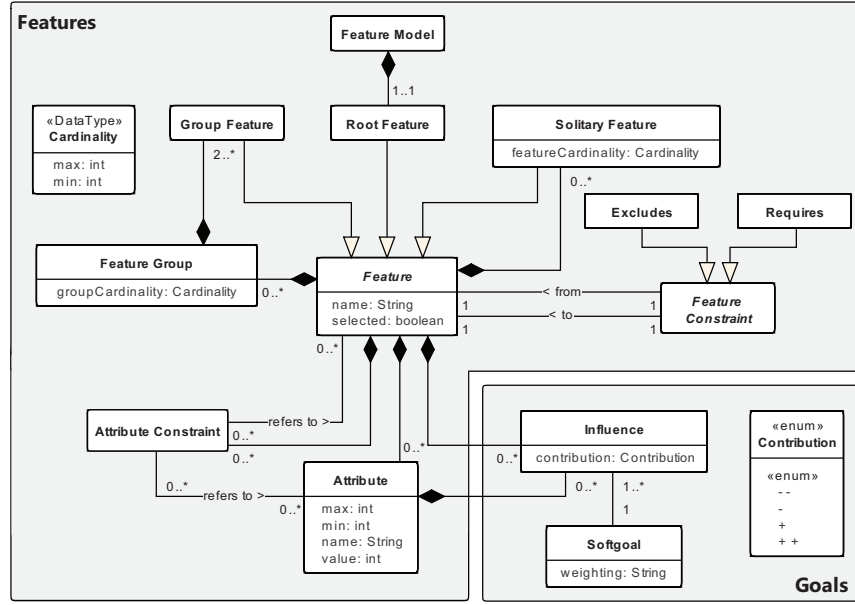 Features
Feature Model
1..1
«DataType»
Cardinality
max: int
min: int
Group Feature
2..*
Root Feature
Solitary Feature
featureCardinality: Cardinality
0..*
Excludes
Requires
Feature Group
groupCardinality: Cardinality
0..*
Feature
name: String
selected: boolean
< from
1
1
< to
1
1
Feature
Constraint
0..*
Attribute Constraint
refers to >
0..*
0..*
0..*
refers to >
0..*
Attribute
max: int
min: int
name: String
value: int
0..*
Influence
contribution: Contribution
0..*
0..*
1..*
1
Softgoal
weighting: String
«enum»
Contribution
«enum»
--
-
+
++
Goals